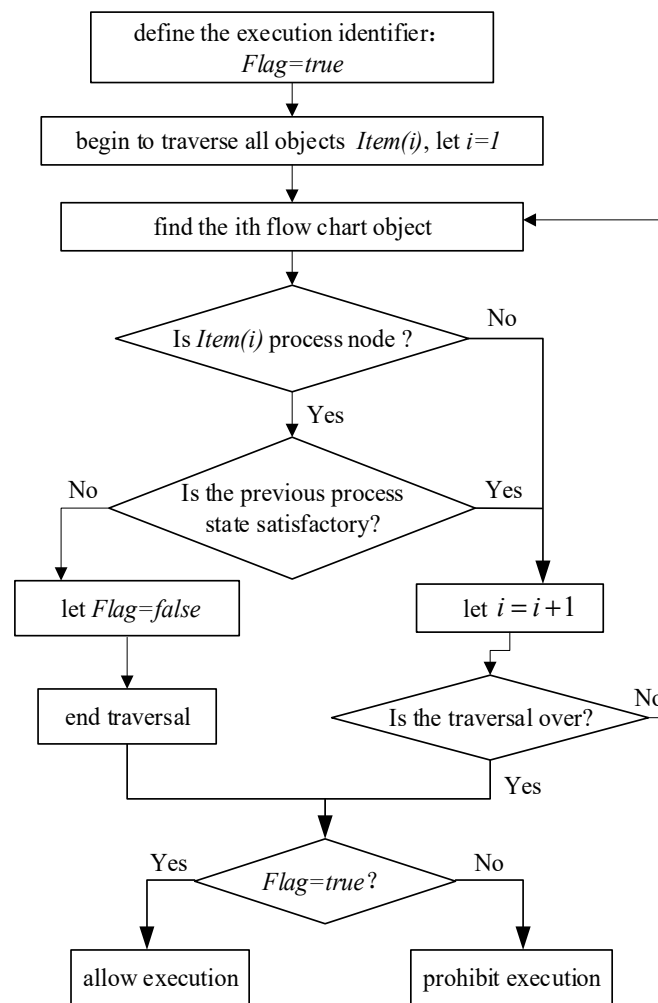 define the execution identifier：
Flag=true
begin to traverse all objects Item(i), let i=1
find the ith flow chart object
Is Item(i) process node ?
No
Yes
No
Is the previous process
state satisfactory?
Yes
let Flag=false
let i = i+1
end traversal
Is the traversal over?
No
Yes
Yes
Flag=true?
No
allow execution
prohibit execution